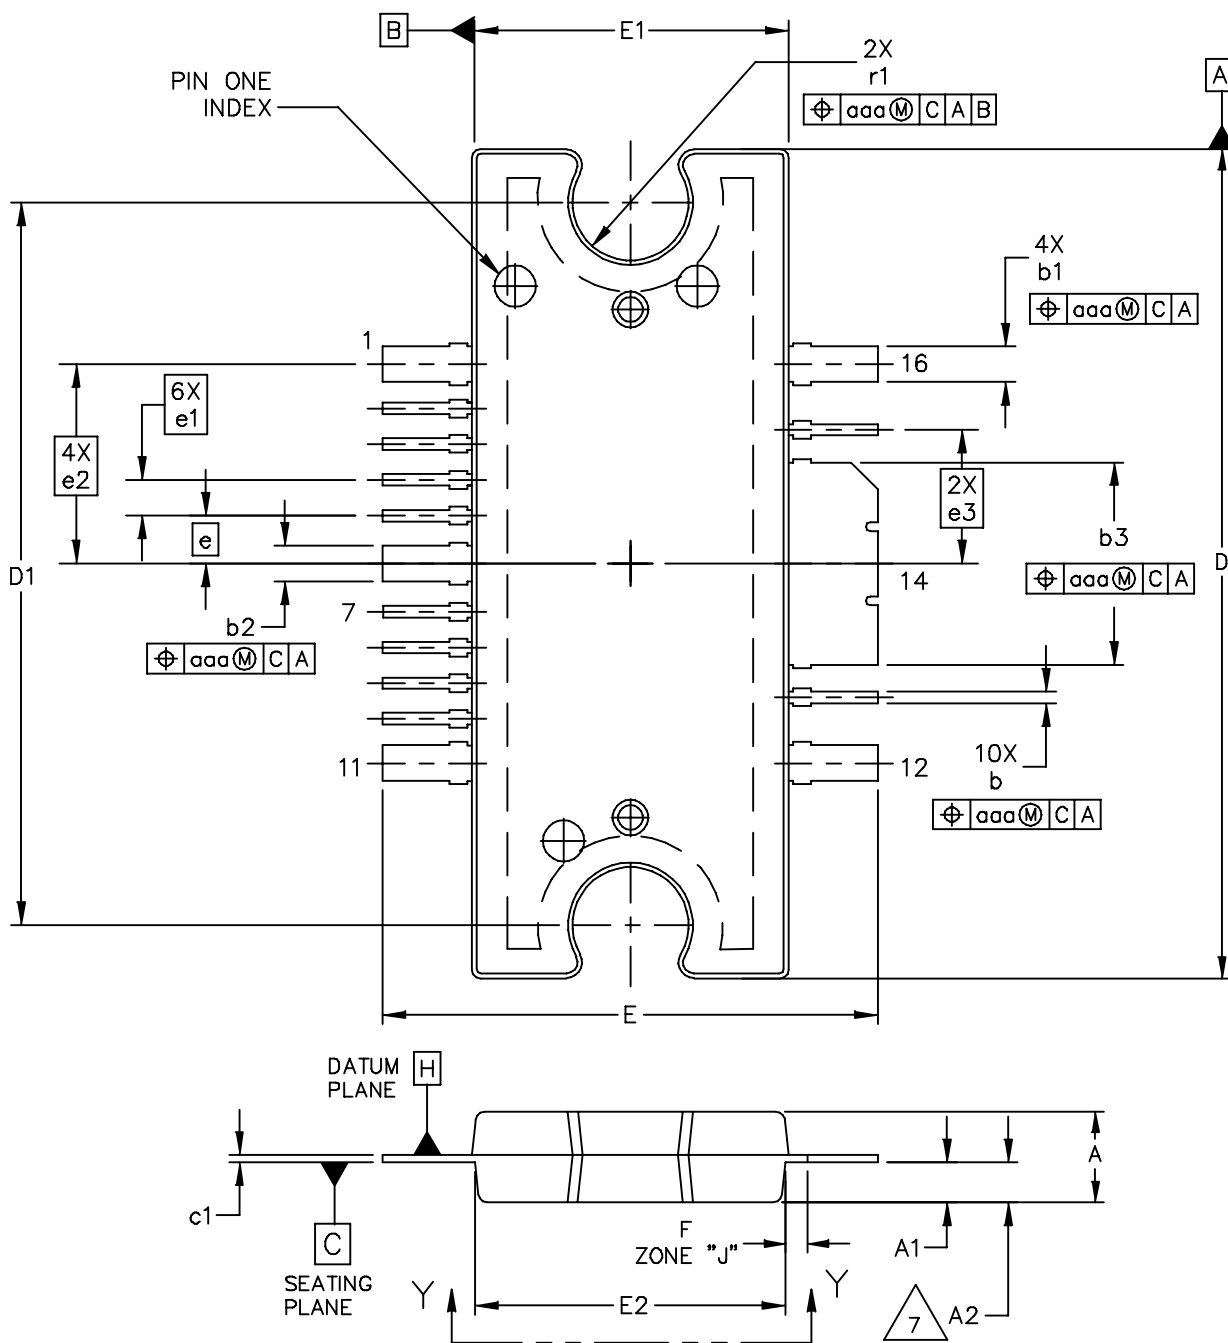 B
E1
2X
r1
⌖ aaa Ⓜ C A B
A
PIN ONE
INDEX
4X
b1
⌖ aaa Ⓜ C A
1
16
6X
e1
4X
e2
2X
e3
e
b3
D1
14
D
⌖ aaa Ⓜ C A
7
b2
⌖ aaa Ⓜ C A
11
12
10X
b
⌖ aaa Ⓜ C A
E
DATUM
PLANE
H
A
c1
C
SEATING
PLANE
F
ZONE "J"
A1
Y
Y
E2
7
A2